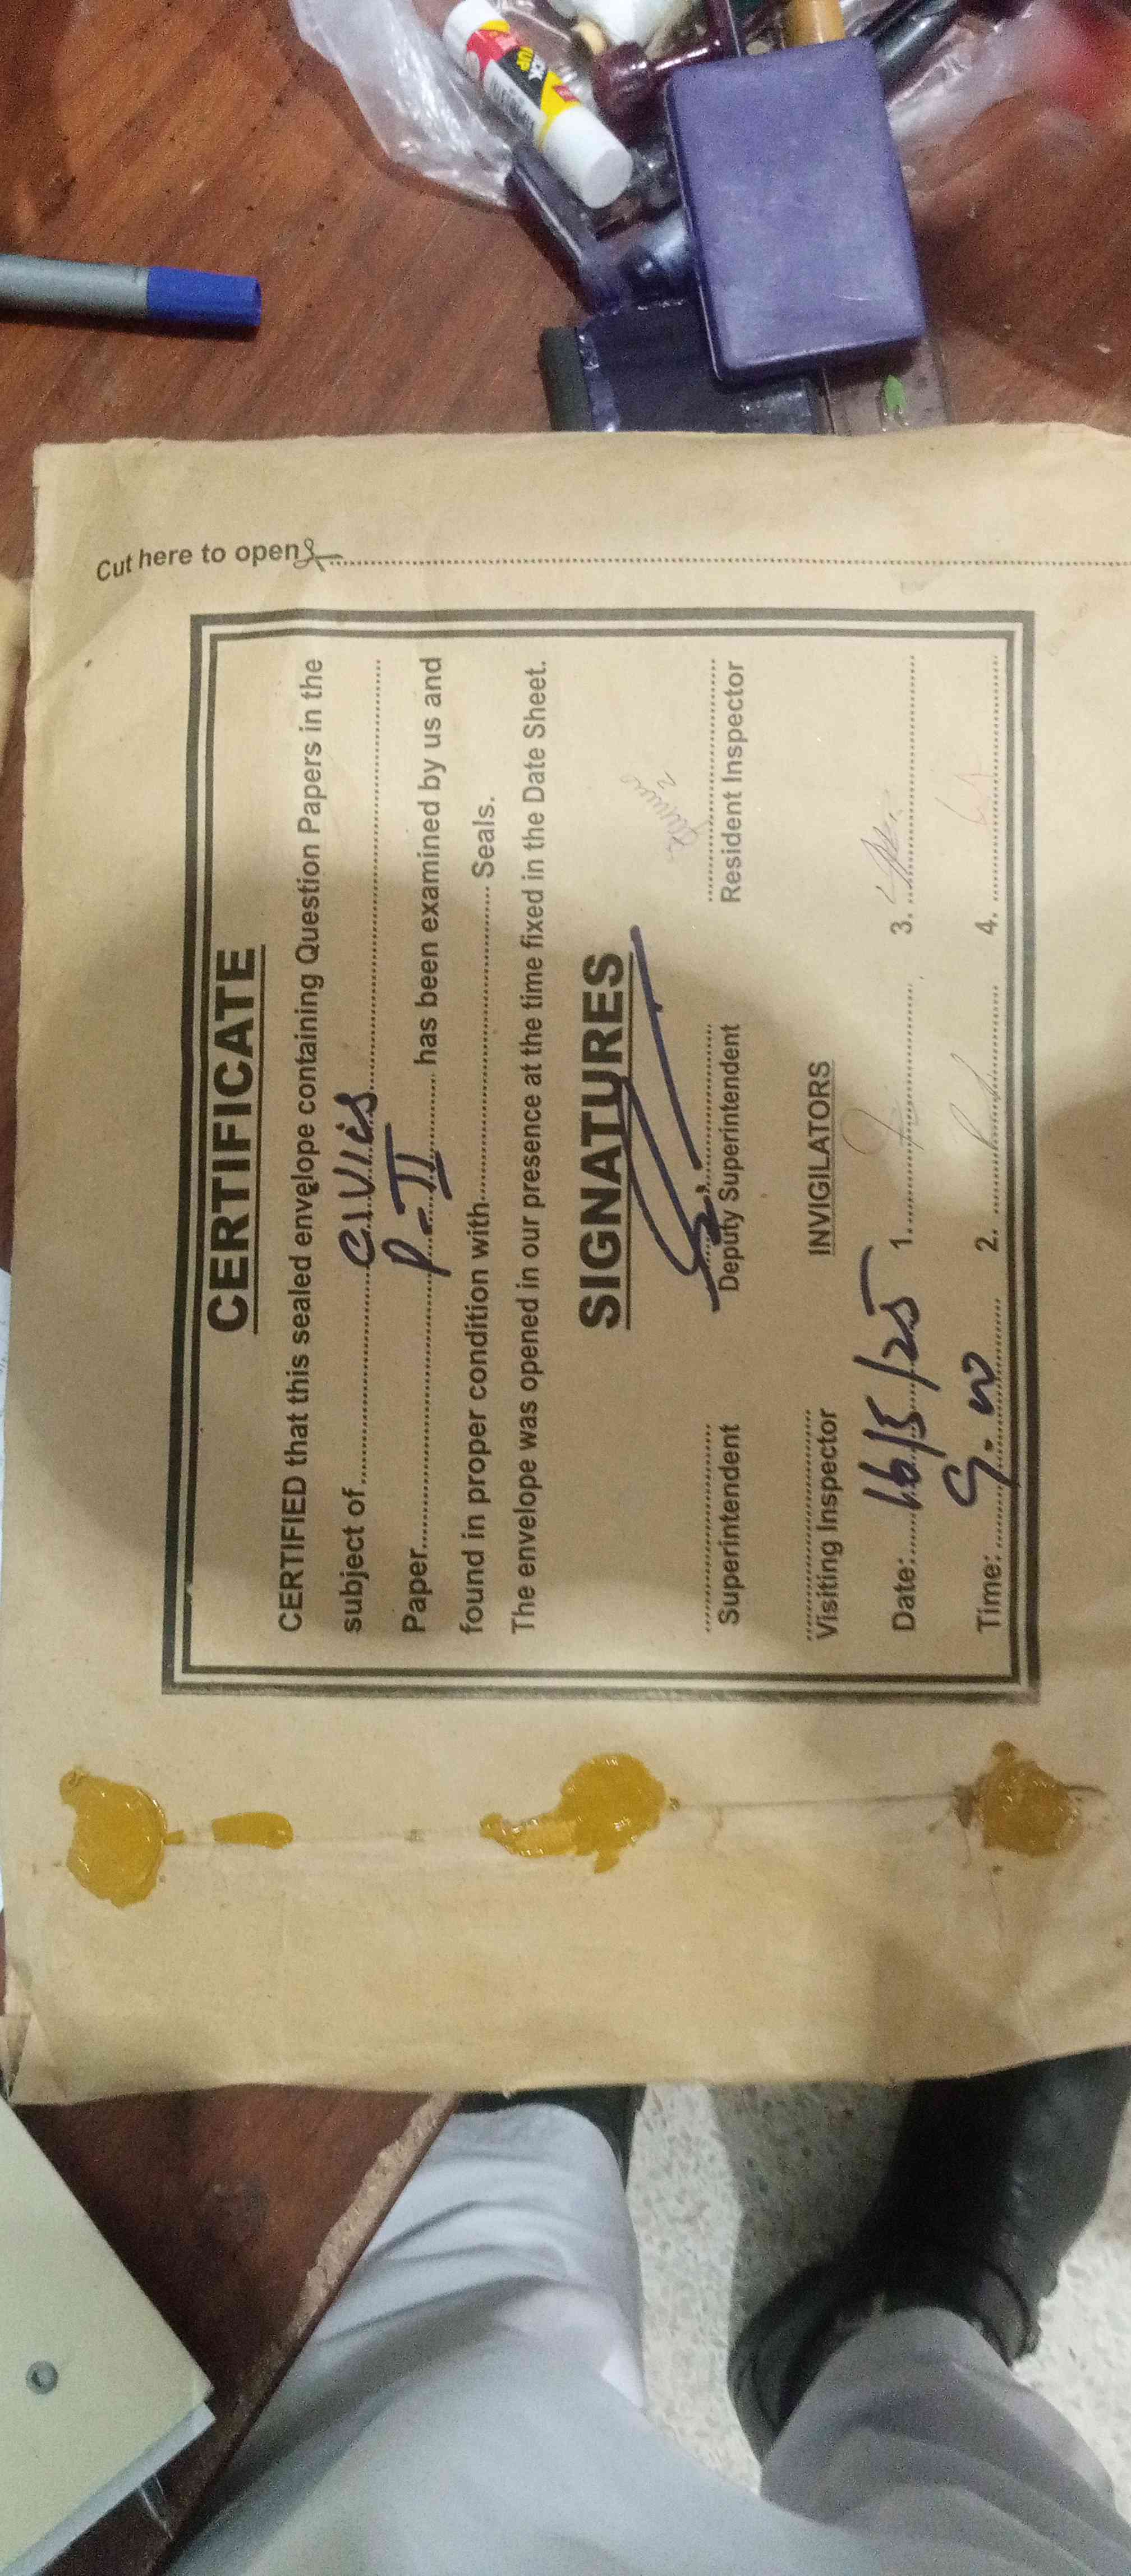 Cut here to open
CERTIFICATE
CERTIFIED that this sealed envelope containing Question Papers in the
subject of CIVICS
Paper P-II has been examined by us and
found in proper condition with Seals.
The envelope was opened in our presence at the time fixed in the Date Sheet.
SIGNATURES
Superintendent Deputy Superintendent Resident Inspector
Visiting Inspector INVIGILATORS
Date: 16/5/25 1. 3.
Time: 2. 4.